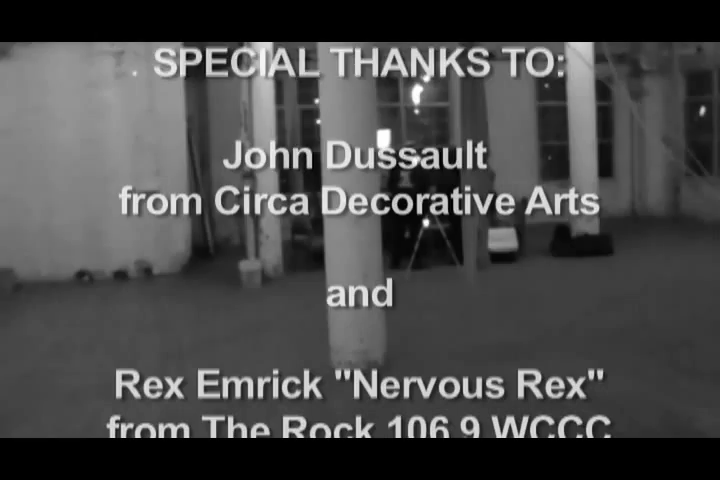 SPECIAL THANKS TO:
John Dussault
from Circa Decorative Arts
and
Rex Emrick "Nervous Rex"
from The Rock 106.9 WCCC